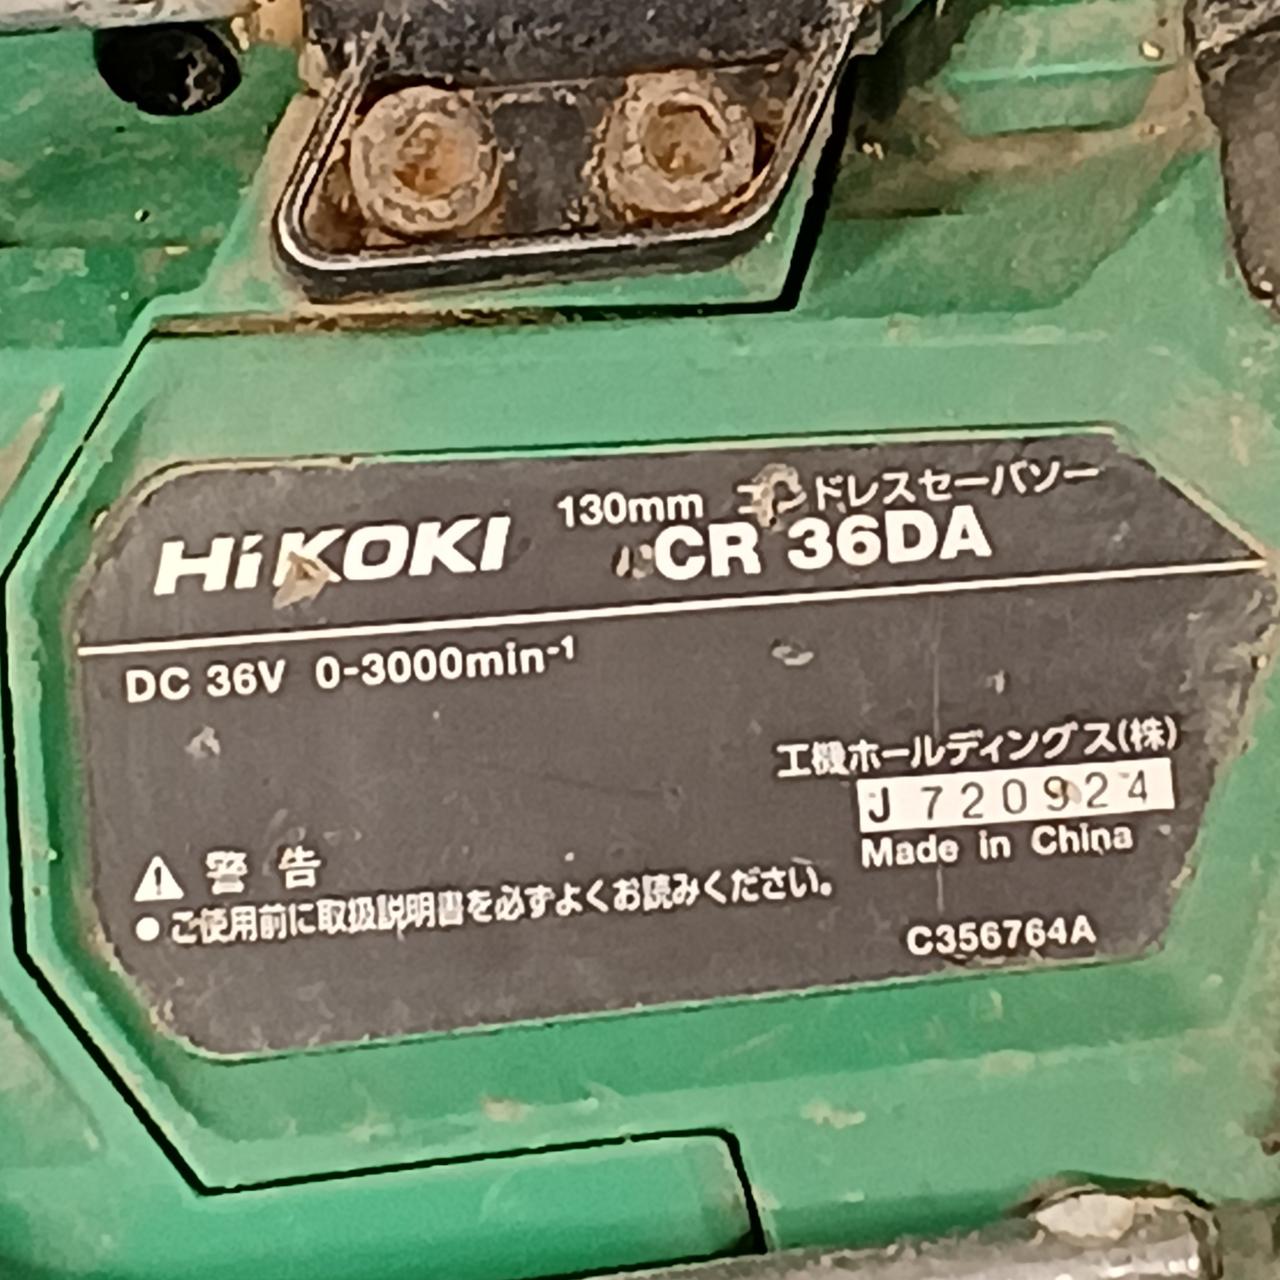 130mm ドレスセーバソー
HiKOKI CR 36DA
DC 36V 0-3000min-1
工機ホールディングス(株)
J 720924
Made in China
警告
●ご使用前に取扱説明書を必ずよくお読みください。
C356764A